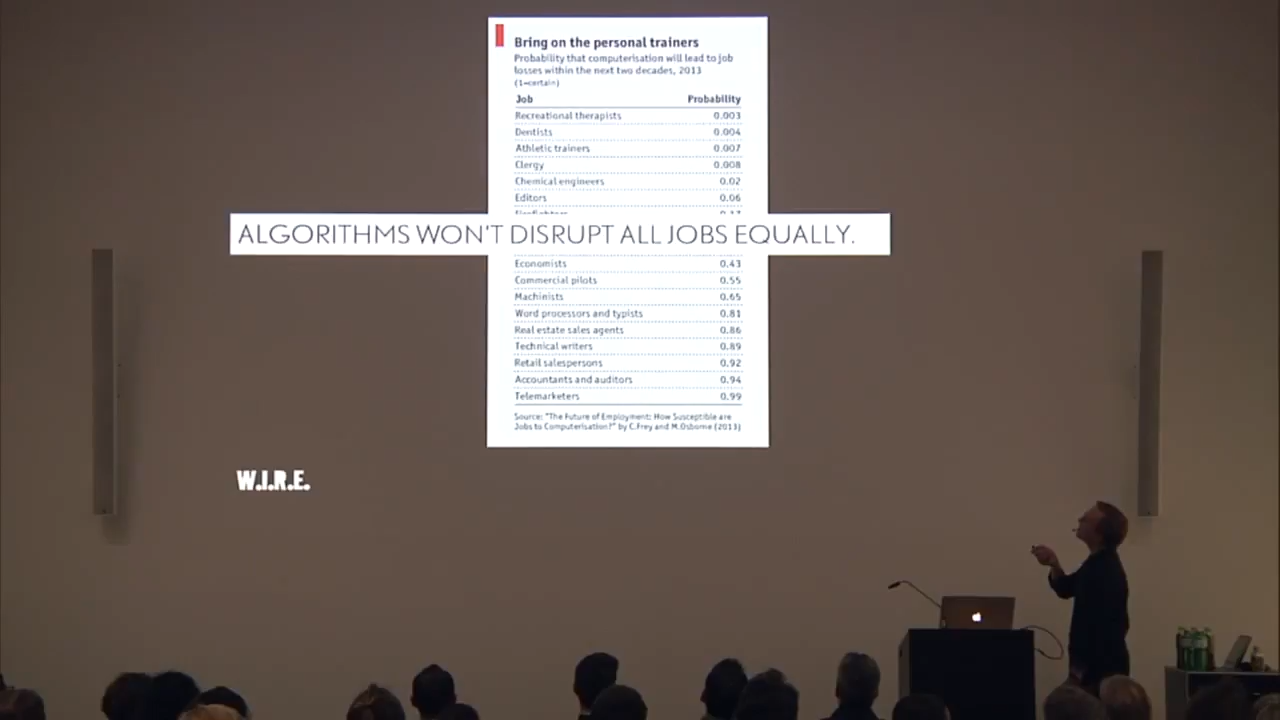 Bring on the personal trainers
Probability that computerisation will lead to job
losses within the next two decades, 2013
(1=certain)
Job Probability
Recreational therapists 0.003
Dentists 0.004
Athletic trainers 0.007
Clergy 0.008
Chemical engineers 0.02
Editors 0.06
Firefighters 0.17
ALGORITHMS WON'T DISRUPT ALL JOBS EQUALLY.
Economists 0.43
Commercial pilots 0.55
Machinists 0.65
Word processors and typists 0.81
Real estate sales agents 0.86
Technical writers 0.89
Retail salespersons 0.92
Accountants and auditors 0.94
Telemarketers 0.99
Source: "The Future of Employment: How Susceptible are
Jobs to Computerisation?" by C.Frey and M.Osborne (2013)
W.I.R.E.